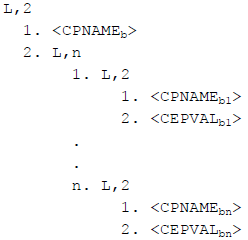 L,2
1. <CPNAMEb>
2. L,n
1. L,2
1. <CPNAMEb1>
2. <CEPVALb1>
.
.
n. L,2
1. <CPNAMEbn>
2. <CEPVALbn>